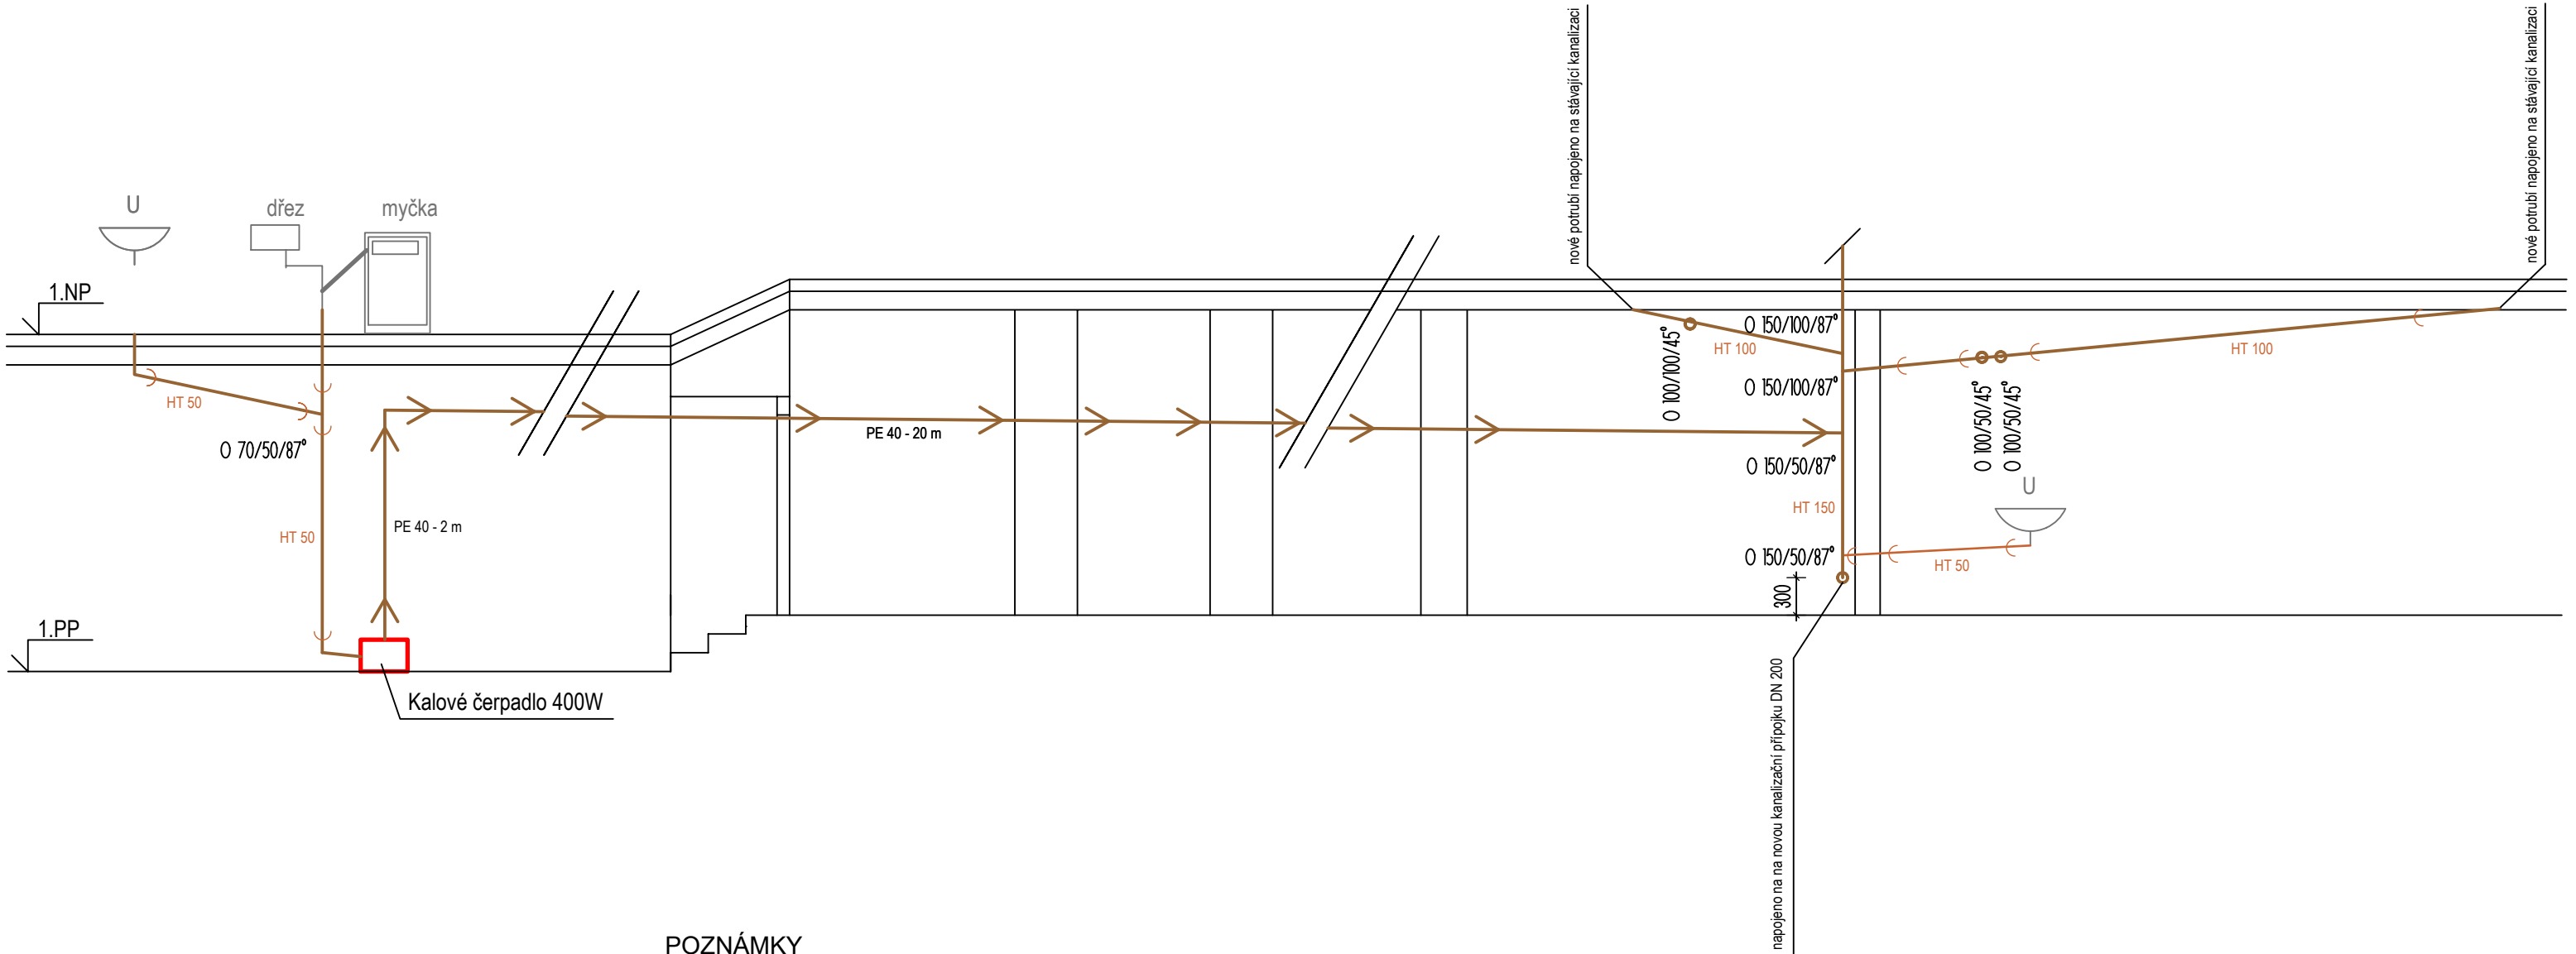 nové potrubí napojeno na stávající kanalizaci
nové potrubí napojeno na stávající kanalizaci
U
dřez
myčka
1.NP
O 150/100/87°
HT 100
HT 100
O 100/100/45°
O 150/100/87°
HT 50
O 100/50/45°
O 100/50/45°
PE 40 - 20 m
O 70/50/87°
O 150/50/87°
U
HT 150
PE 40 - 2 m
HT 50
O 150/50/87°
HT 50
300
1.PP
Kalové čerpadlo 400W
napojeno na na novou kanalizační přípojku DN 200
POZNÁMKY